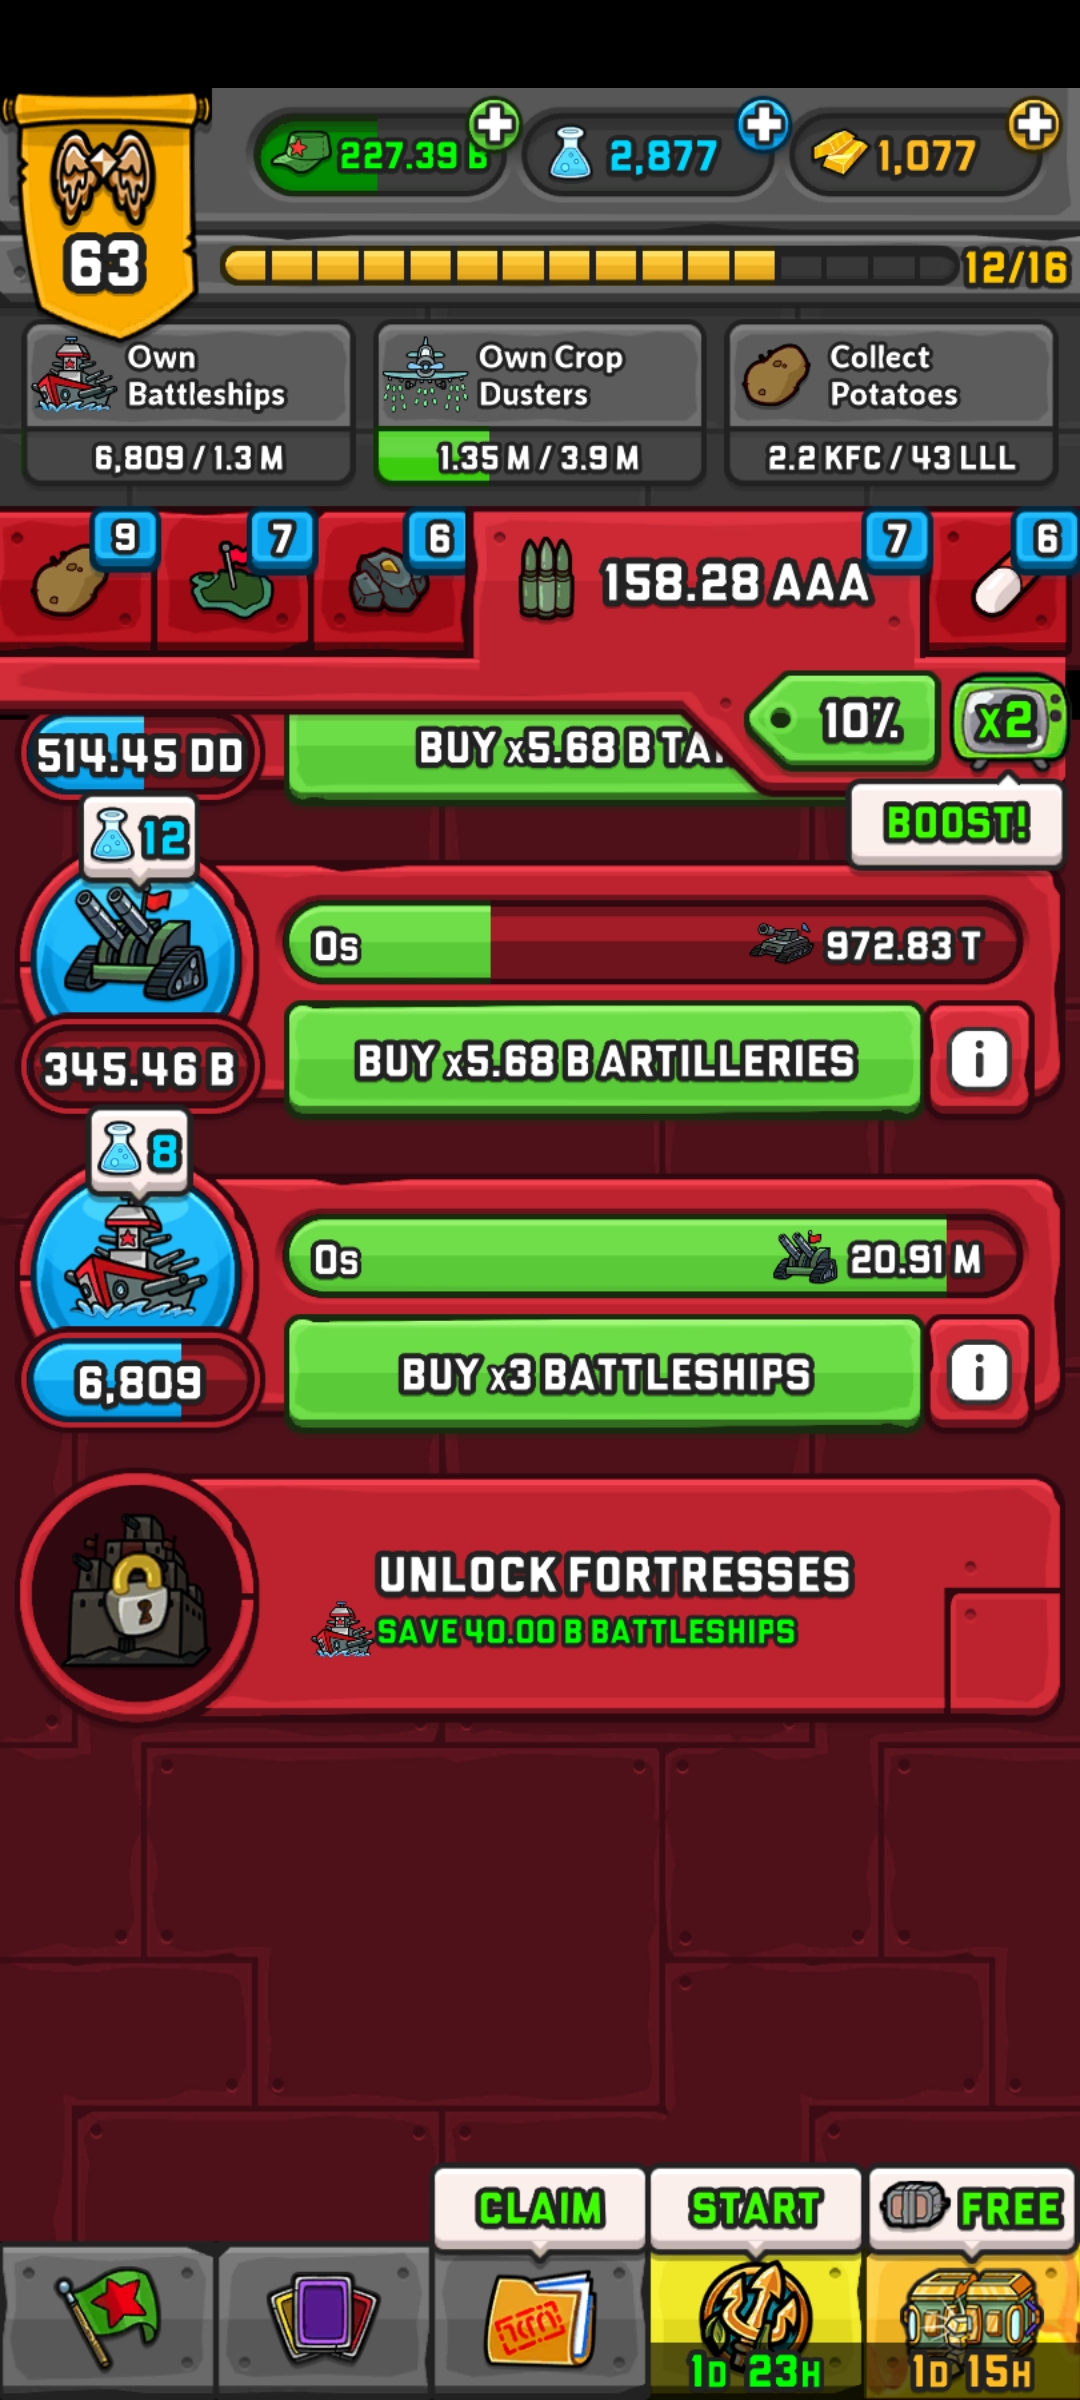 227.39 B
2,877
1,077
63
12/16
Own
Battleships
6,809 / 1.3 M
Own Crop
Dusters
1.35 M / 3.9 M
Collect
Potatoes
2.2 KFC / 43 LLL
9
7
6
158.28 AAA
7
6
10%
x2
BOOST!
514.45 DD
BUY x5.68 B TA
12
0s
972.83 T
345.46 B
BUY x5.68 B ARTILLERIES
i
8
0s
20.91 M
6,809
BUY x3 BATTLESHIPS
i
UNLOCK FORTRESSES
SAVE 40.00 B BATTLESHIPS
CLAIM
START
FREE
1D 23H
1D 15H